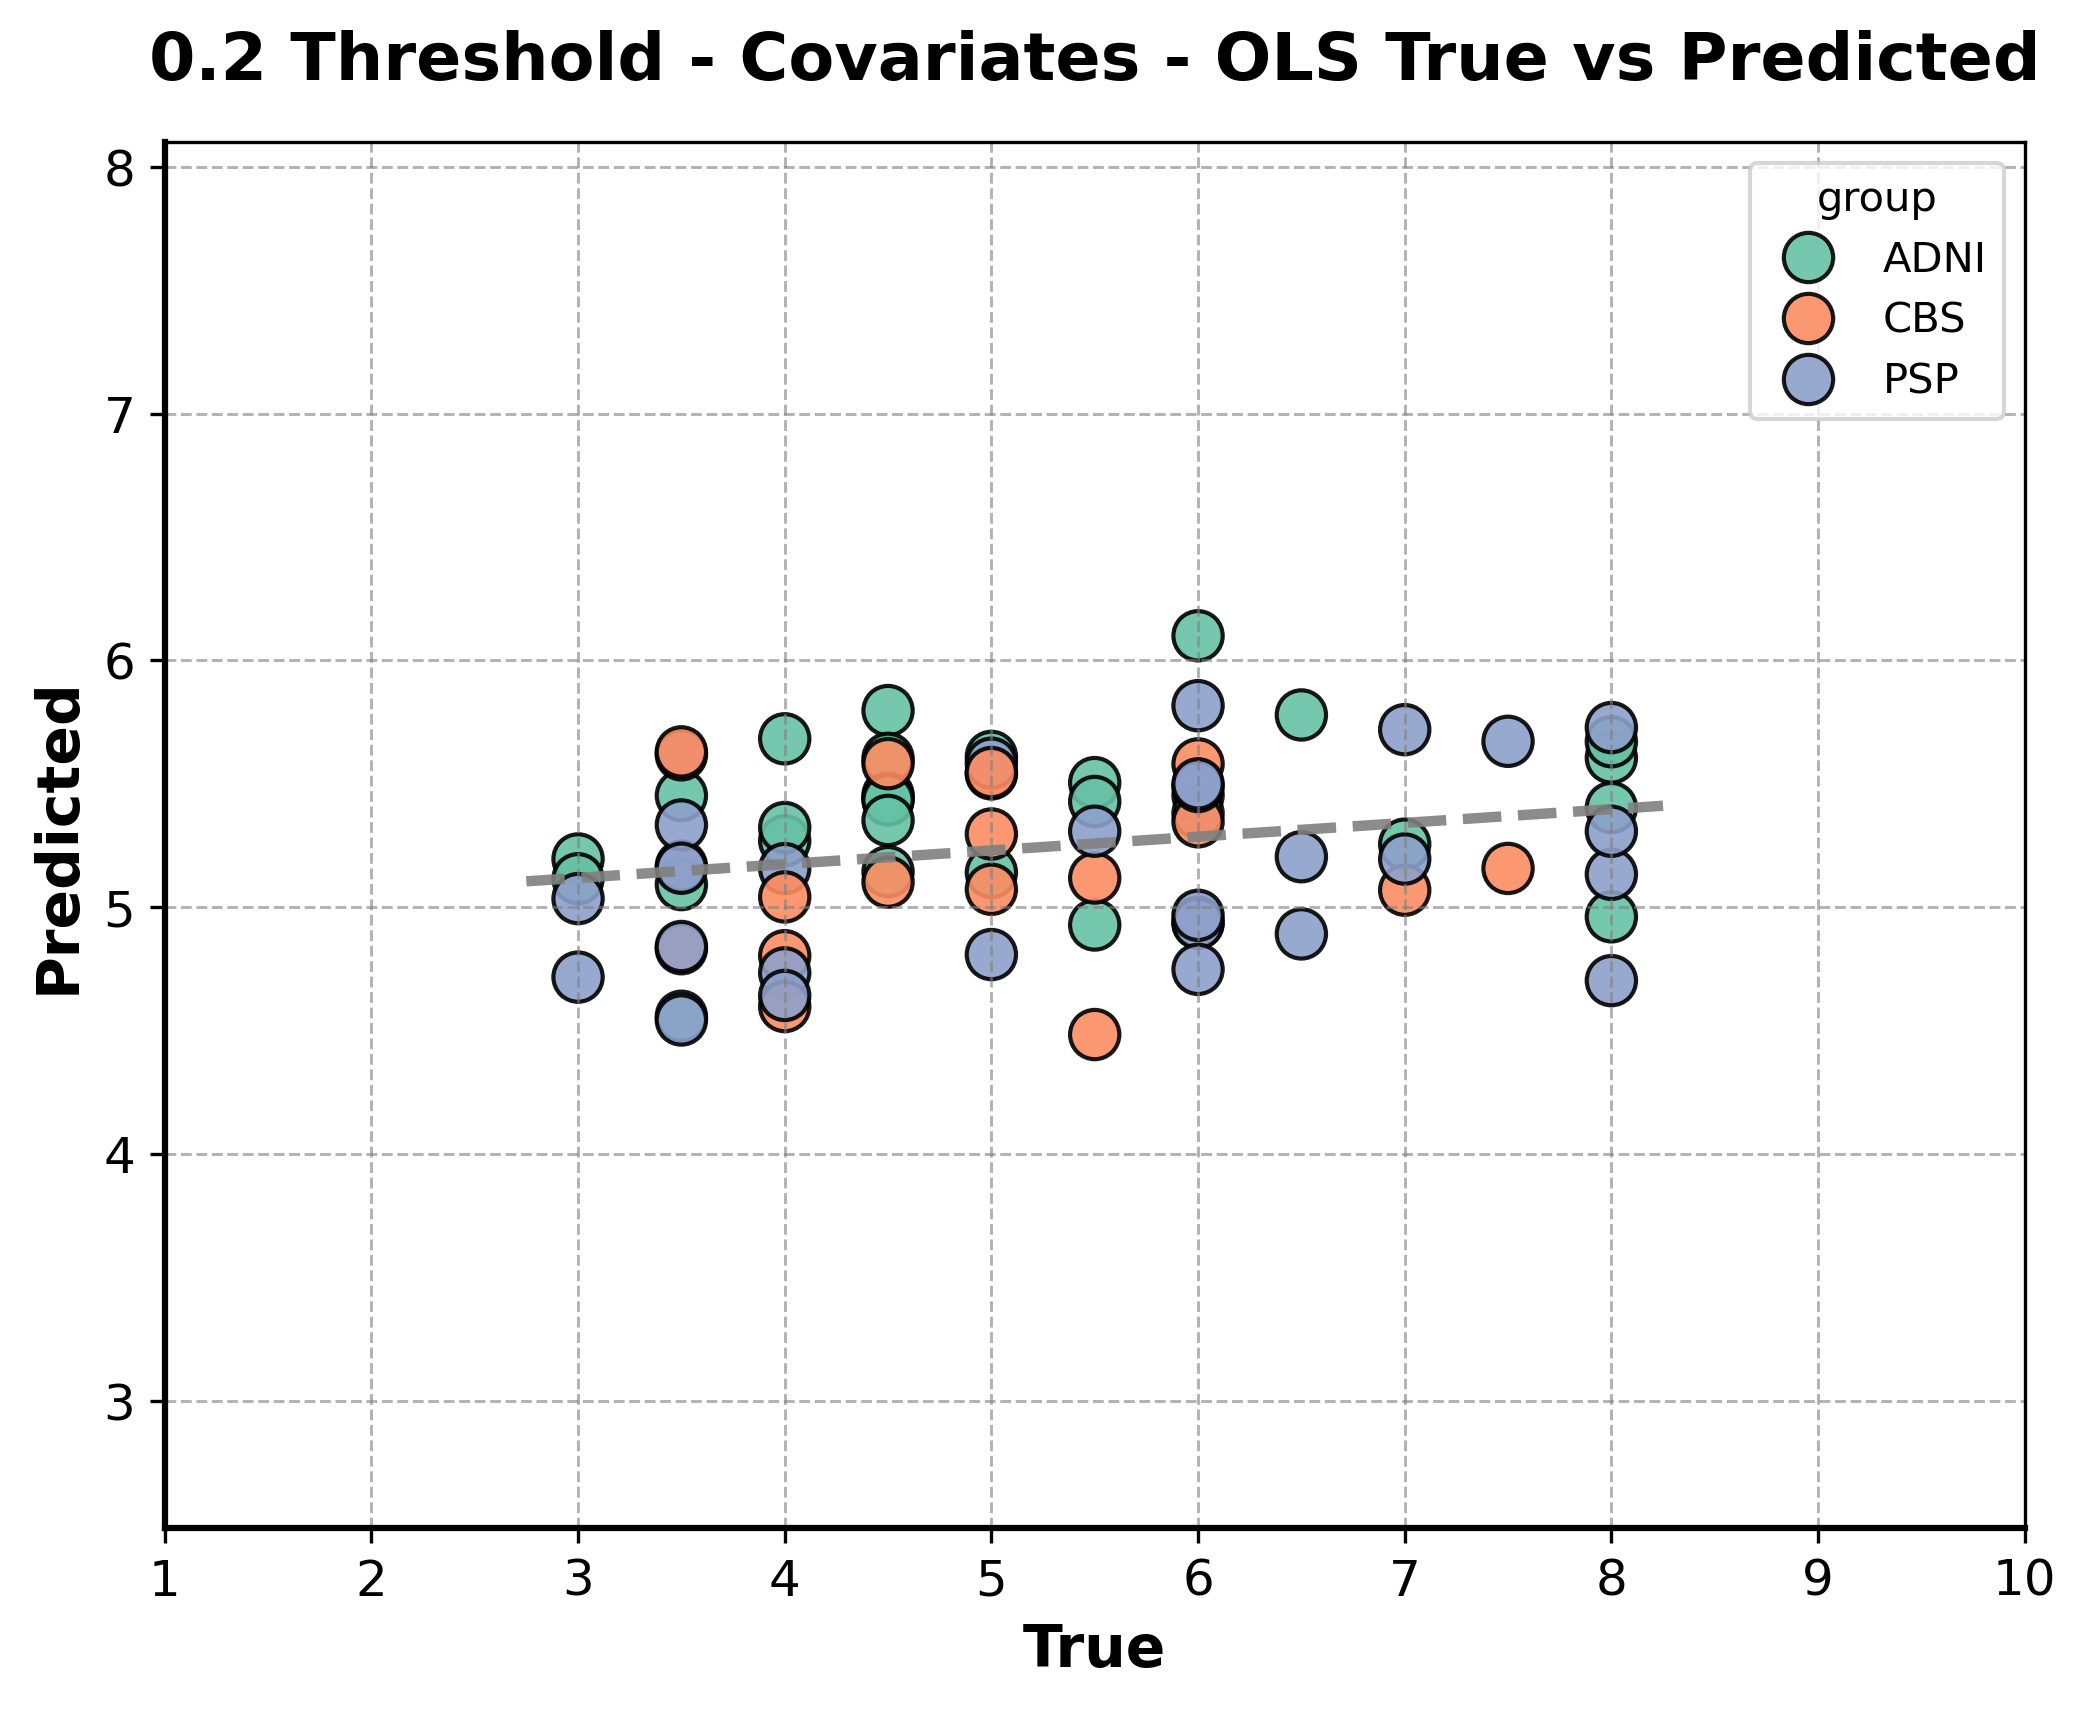 0.2 Threshold - Covariates - OLS True vs Predicted
group
ADNI
CBS
PSP
8
7
6
5
4
3
Predicted
1 2 3 4 5 6 7 8 9 10
True